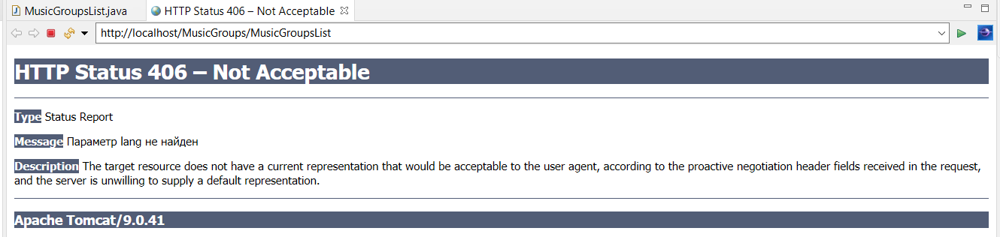 MusicGroupsList.java
HTTP Status 406 – Not Acceptable
http://localhost/MusicGroups/MusicGroupsList
HTTP Status 406 – Not Acceptable
Type Status Report
Message Параметр lang не найден
Description The target resource does not have a current representation that would be acceptable to the user agent, according to the proactive negotiation header fields received in the request,
and the server is unwilling to supply a default representation.
Apache Tomcat/9.0.41